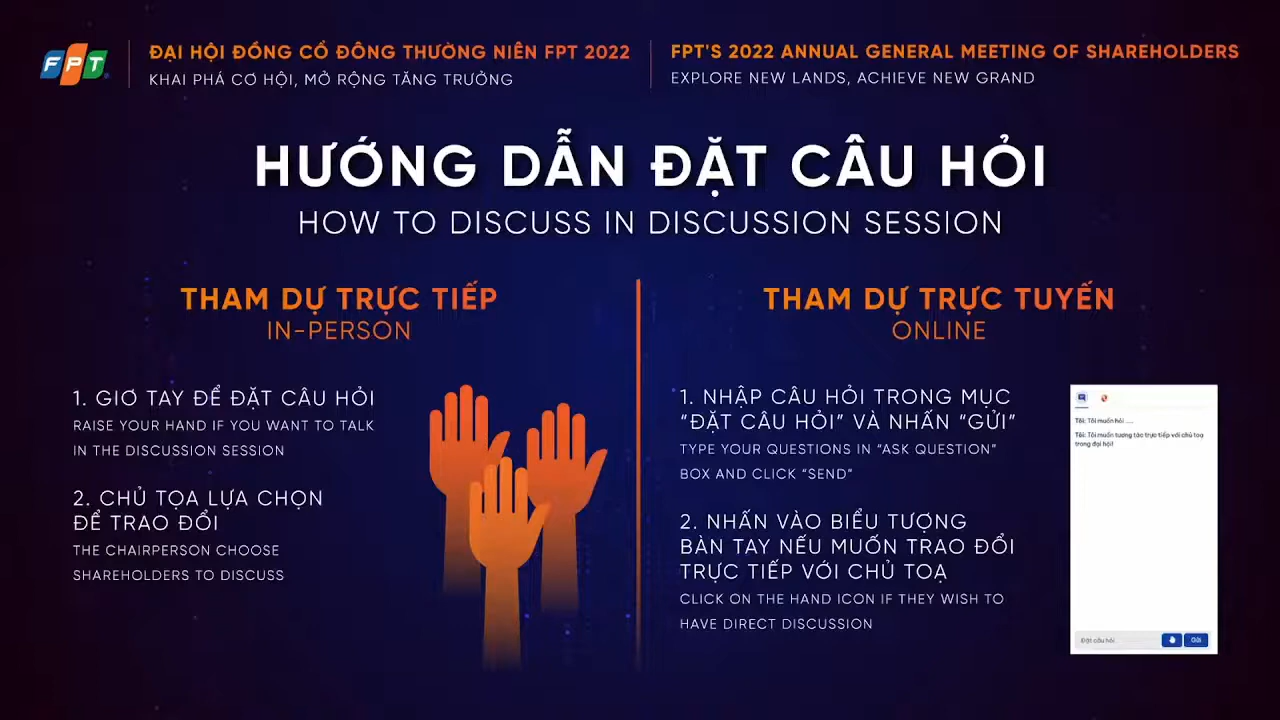 FPT
ĐẠI HỘI ĐỒNG CỔ ĐÔNG THƯỜNG NIÊN FPT 2022
KHAI PHÁ CƠ HỘI, MỞ RỘNG TĂNG TRƯỞNG
FPT'S 2022 ANNUAL GENERAL MEETING OF SHAREHOLDERS
EXPLORE NEW LANDS, ACHIEVE NEW GRAND
HƯỚNG DẪN ĐẶT CÂU HỎI
HOW TO DISCUSS IN DISCUSSION SESSION
THAM DỰ TRỰC TIẾP
IN-PERSON
1. GIƠ TAY ĐỂ ĐẶT CÂU HỎI
RAISE YOUR HAND IF YOU WANT TO TALK
IN THE DISCUSSION SESSION
2. CHỦ TỌA LỰA CHỌN
ĐỂ TRAO ĐỔI
THE CHAIRPERSON CHOOSE
SHAREHOLDERS TO DISCUSS
THAM DỰ TRỰC TUYẾN
ONLINE
1. NHẬP CÂU HỎI TRONG MỤC
“ĐẶT CÂU HỎI” VÀ NHẤN “GỬI”
TYPE YOUR QUESTIONS IN “ASK QUESTION”
BOX AND CLICK “SEND”
2. NHẤN VÀO BIỂU TƯỢNG
BÀN TAY NẾU MUỐN TRAO ĐỔI
TRỰC TIẾP VỚI CHỦ TOẠ
CLICK ON THE HAND ICON IF THEY WISH TO
HAVE DIRECT DISCUSSION
Tôi: Tôi muốn hỏi ....
Tôi: Tôi muốn tương tác trực tiếp với chủ toạ
trong đại hội!
Đặt câu hỏi
Gửi